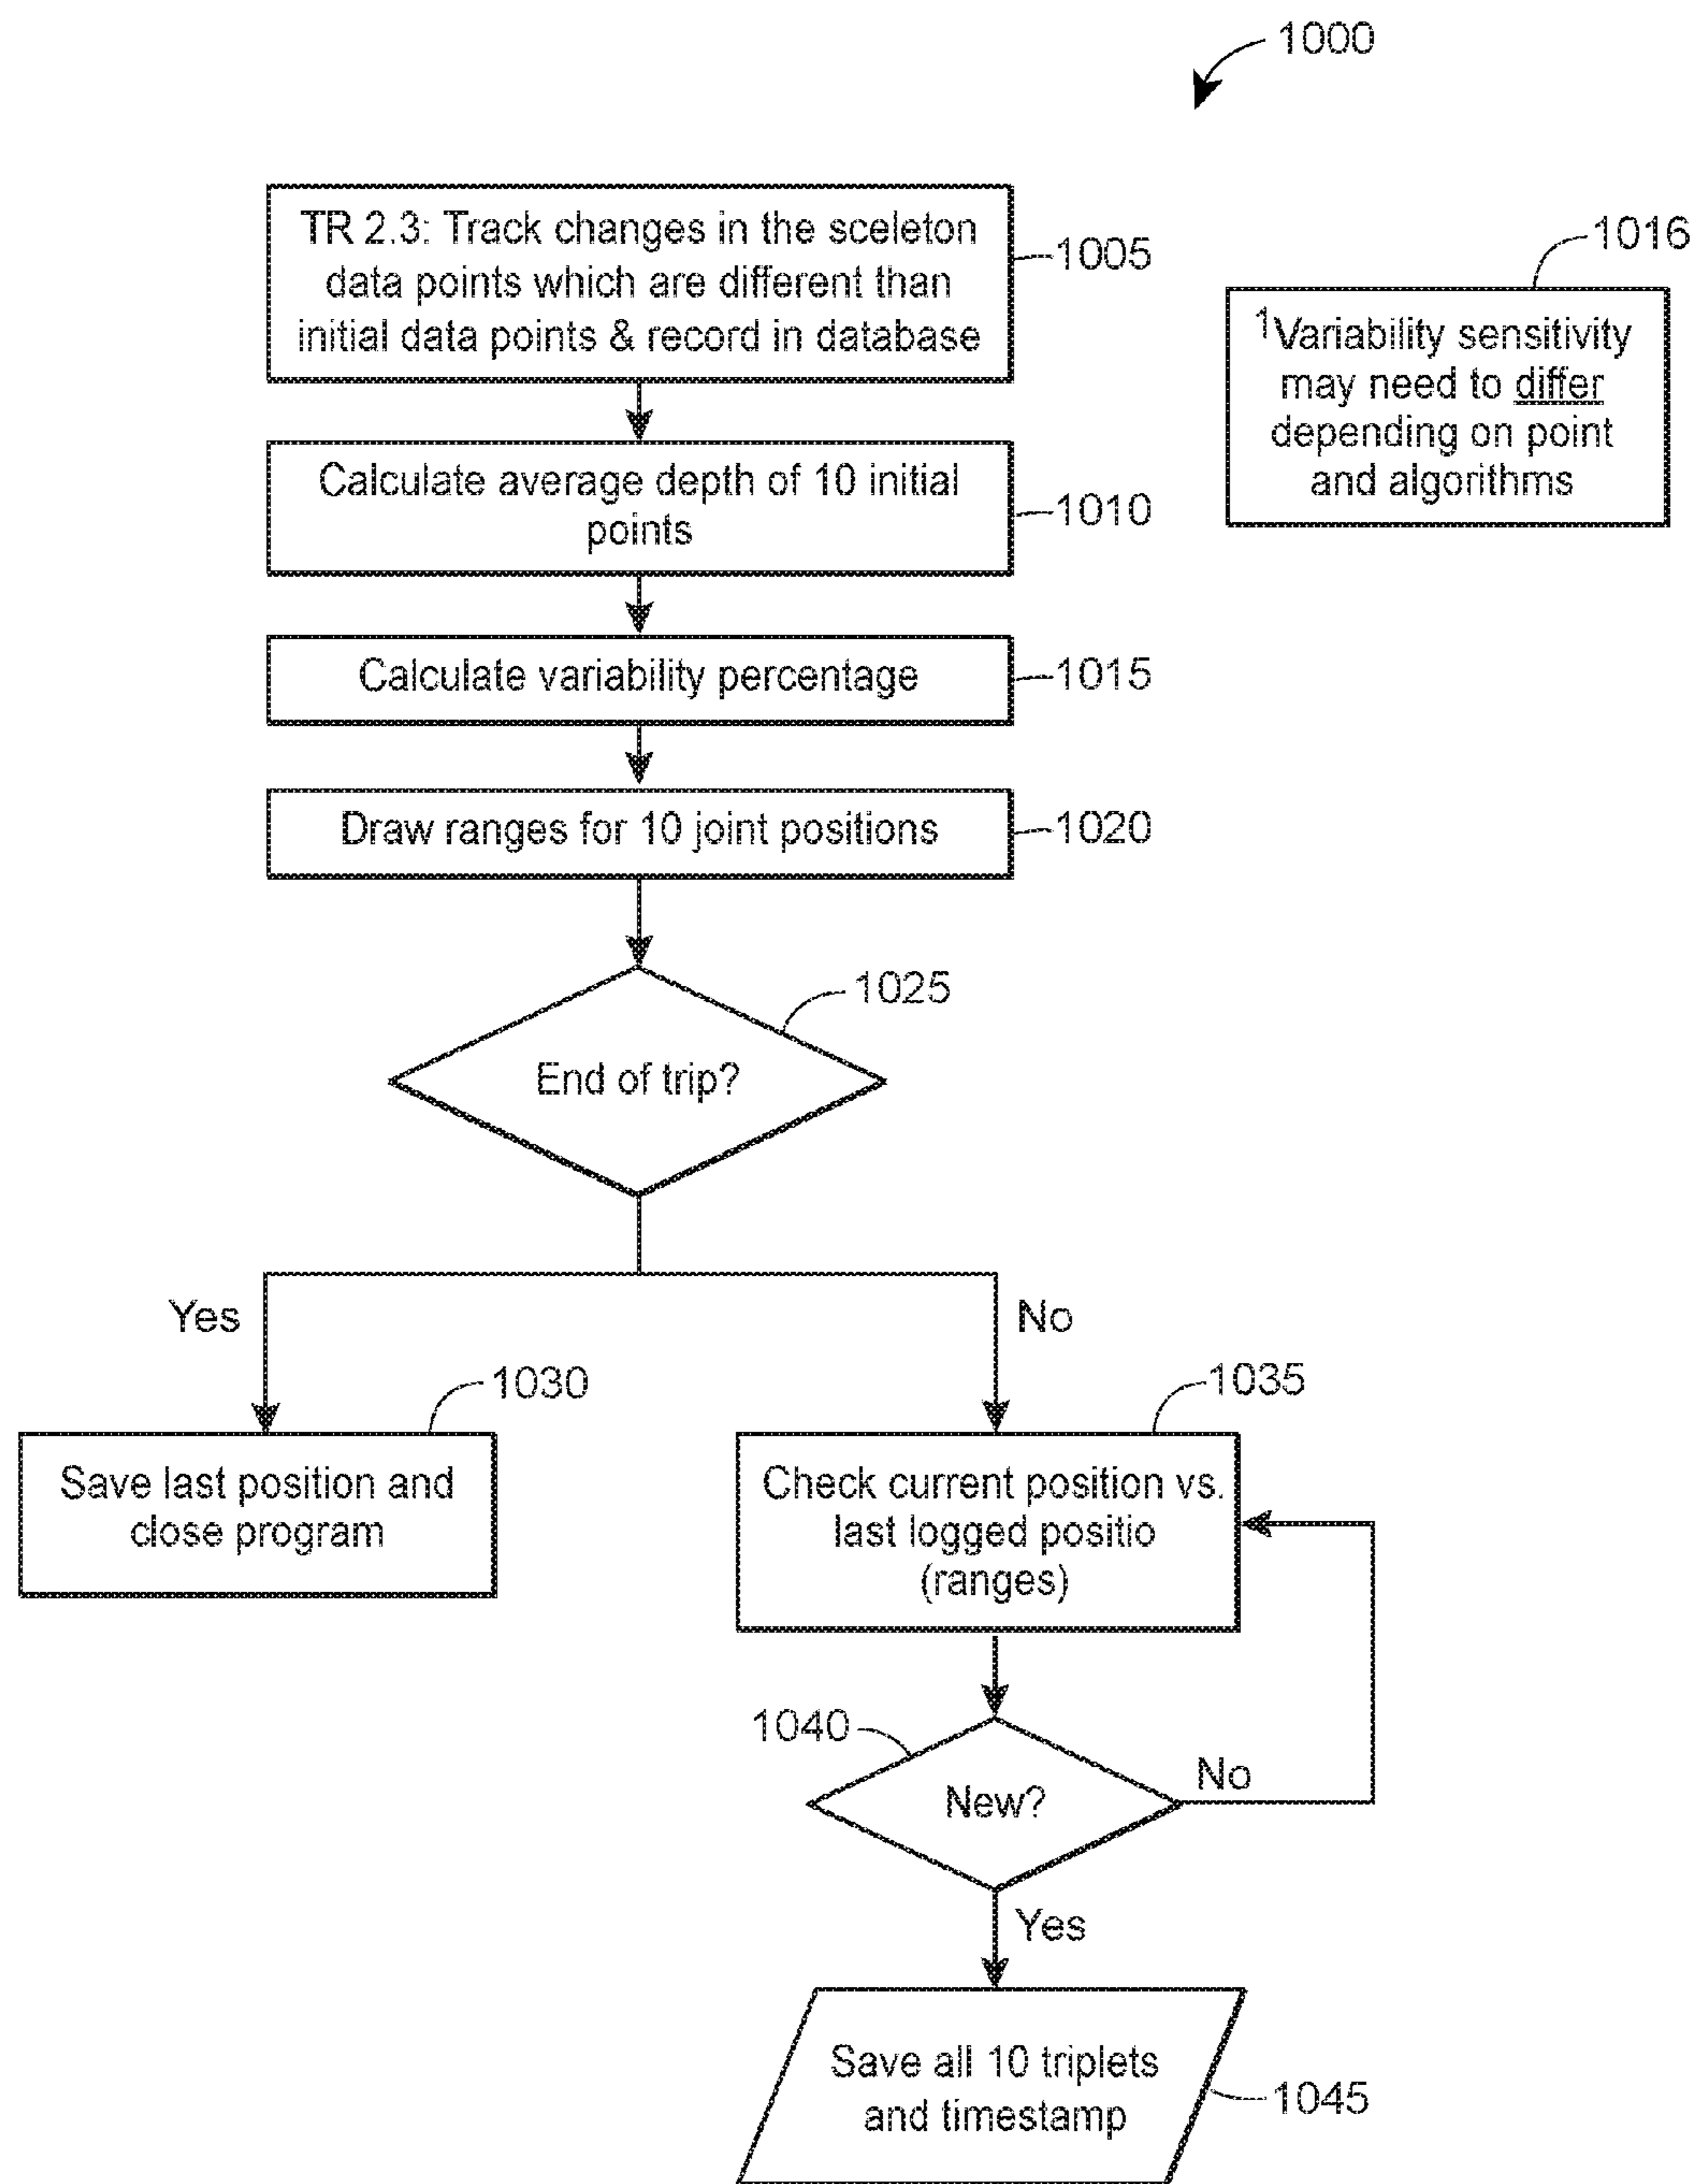 1000
TR 2.3: Track changes in the sceleton
data points which are different than
initial data points & record in database
1005
1016
1Variability sensitivity
may need to differ
depending on point
and algorithms
Calculate average depth of 10 initial
points
1010
Calculate variability percentage
1015
Draw ranges for 10 joint positions
1020
1025
End of trip?
Yes
No
1030
Save last position and
close program
1035
Check current position vs.
last logged positio
(ranges)
1040
New?
No
Yes
Save all 10 triplets
and timestamp
1045